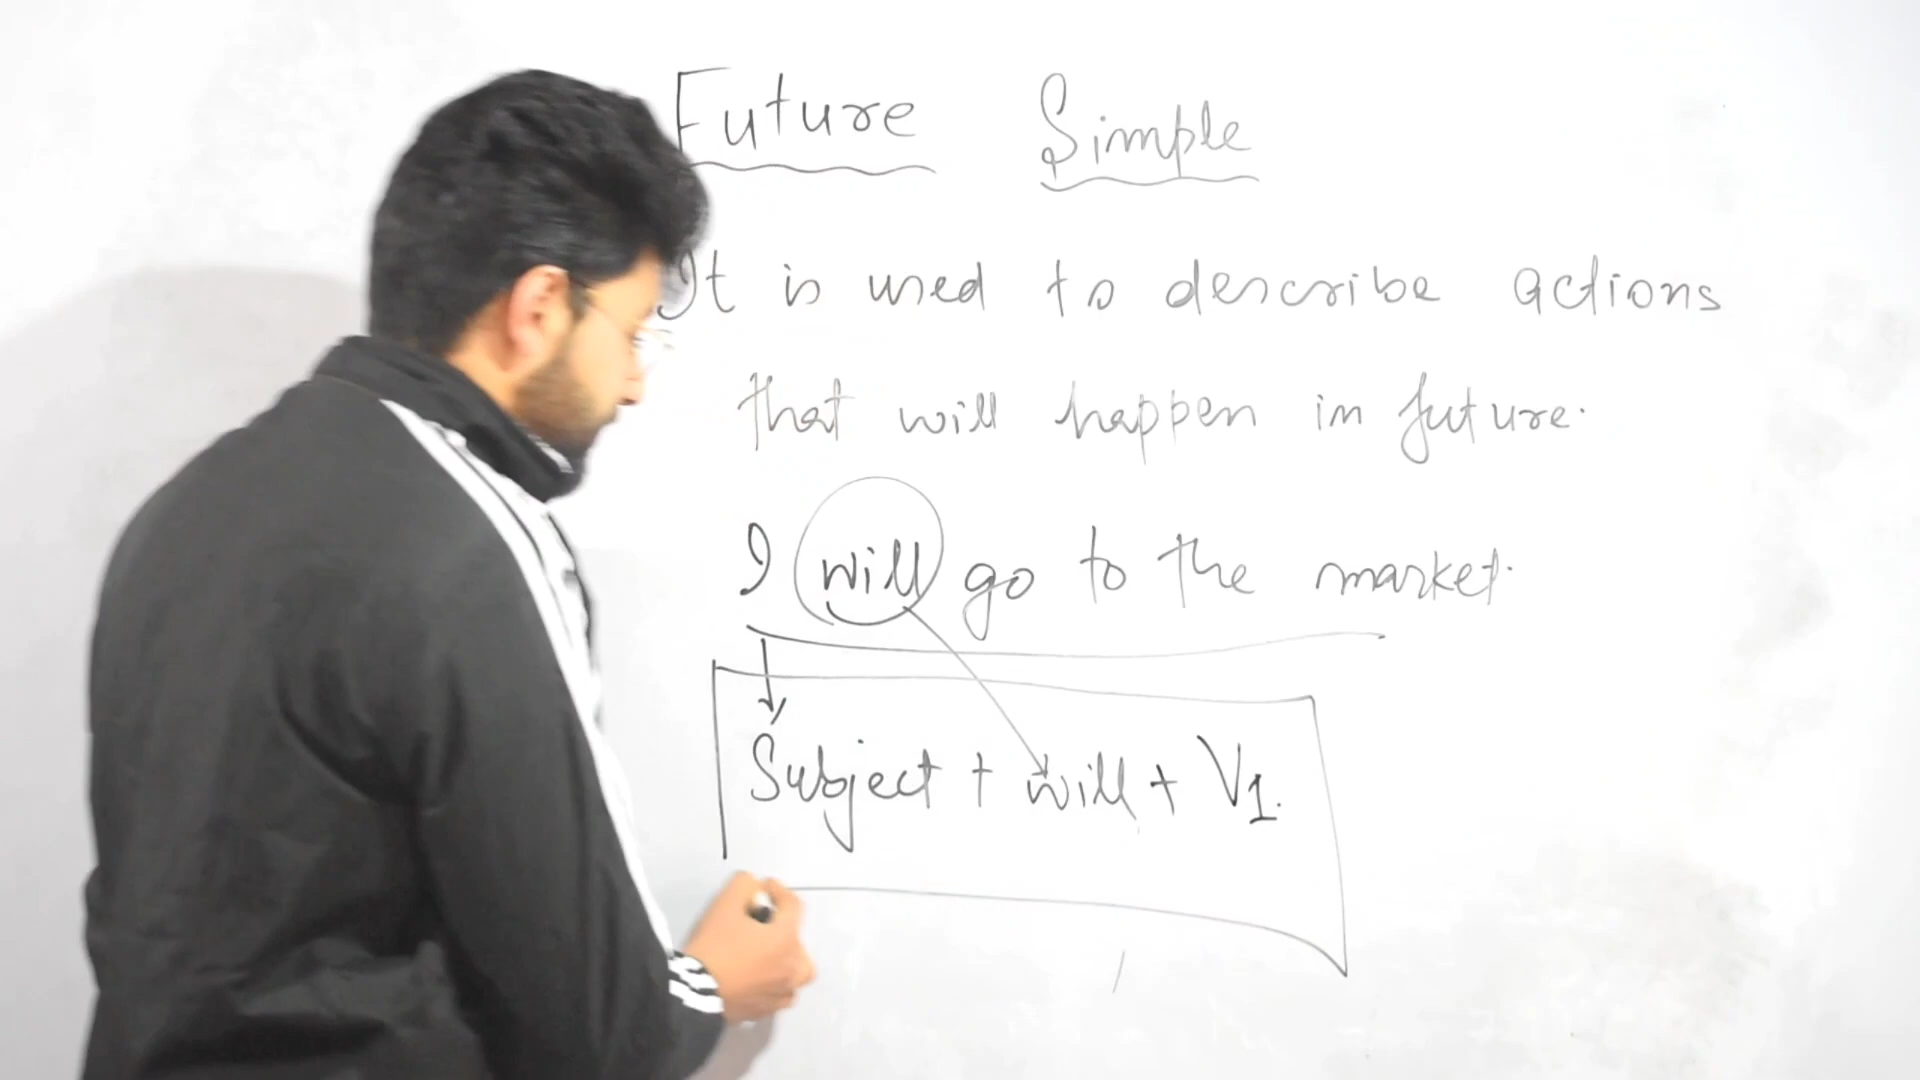 Future Simple
It is used to describe actions
that will happen in future.
I will go to the market.
Subject + will + V1.